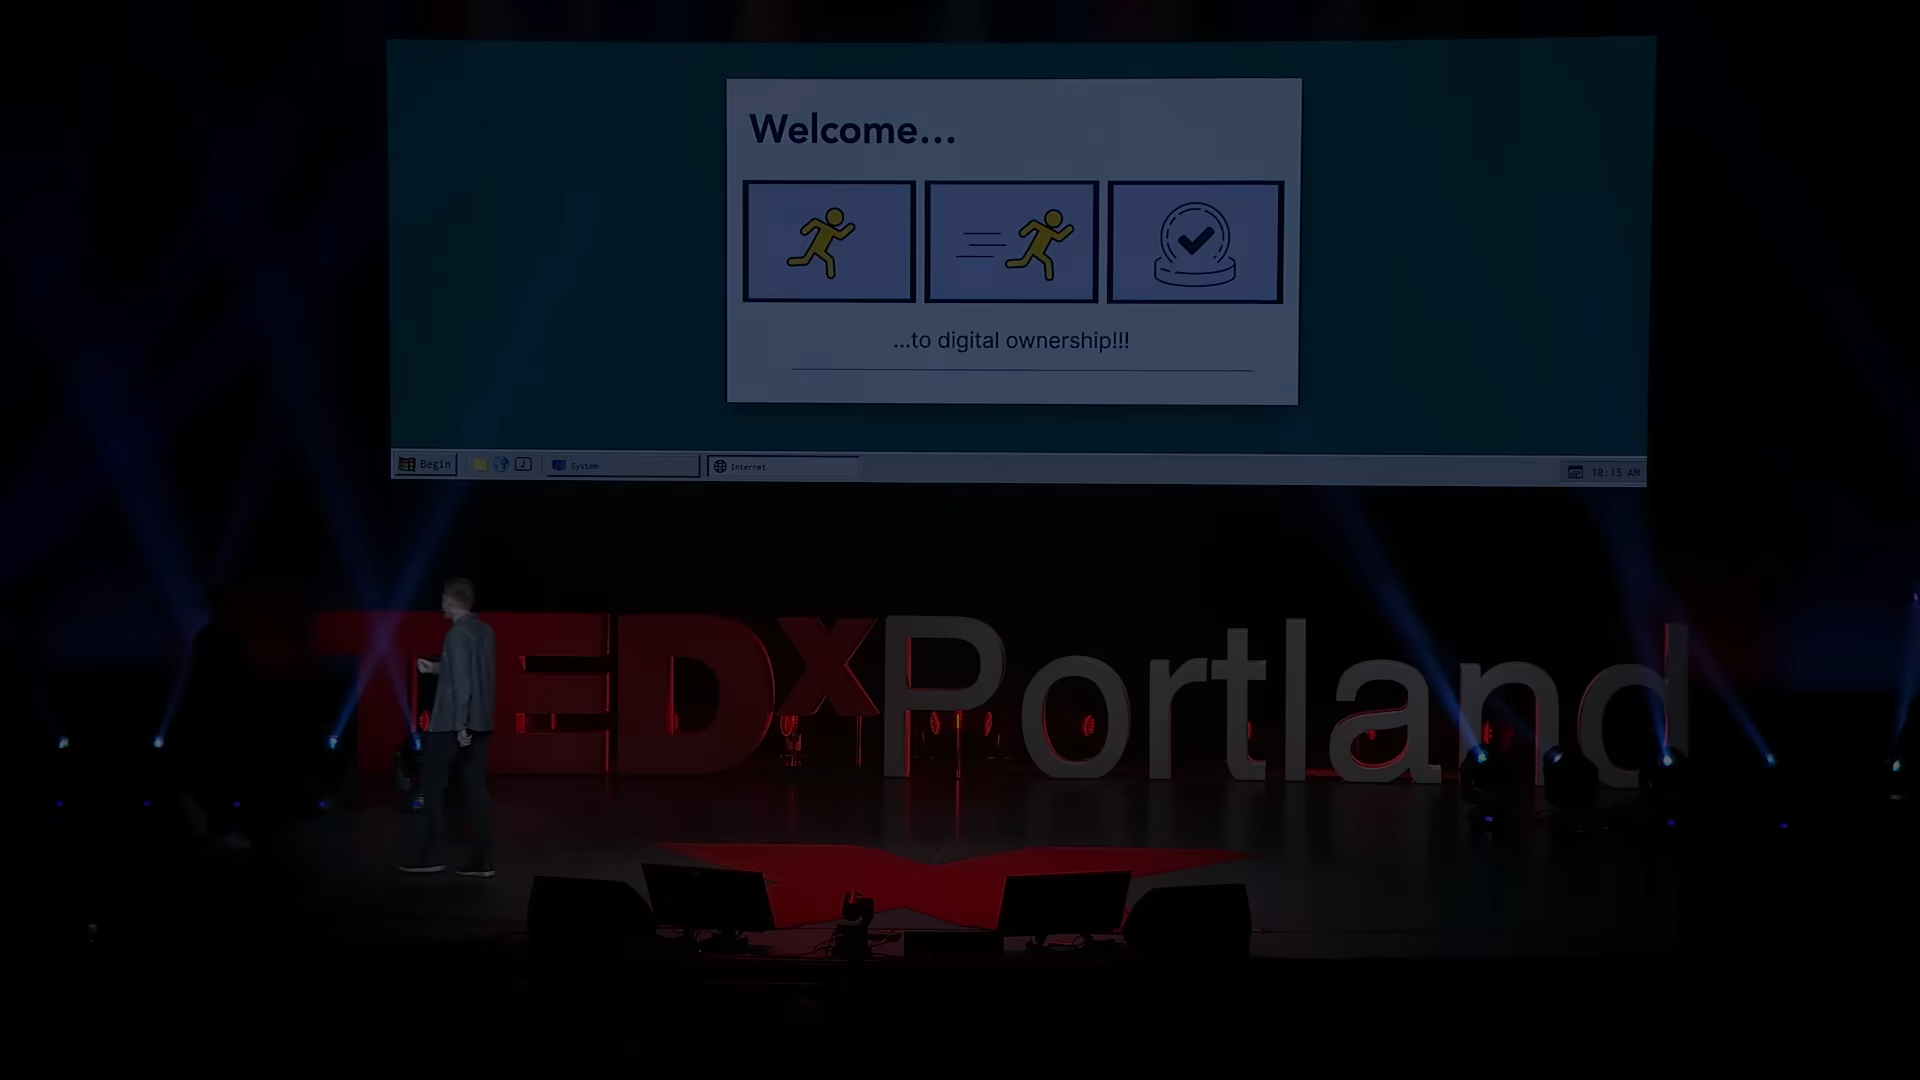 Welcome...
...to digital ownership!!!
Begin
System
Internet
10:15 AM
TEDxPortland